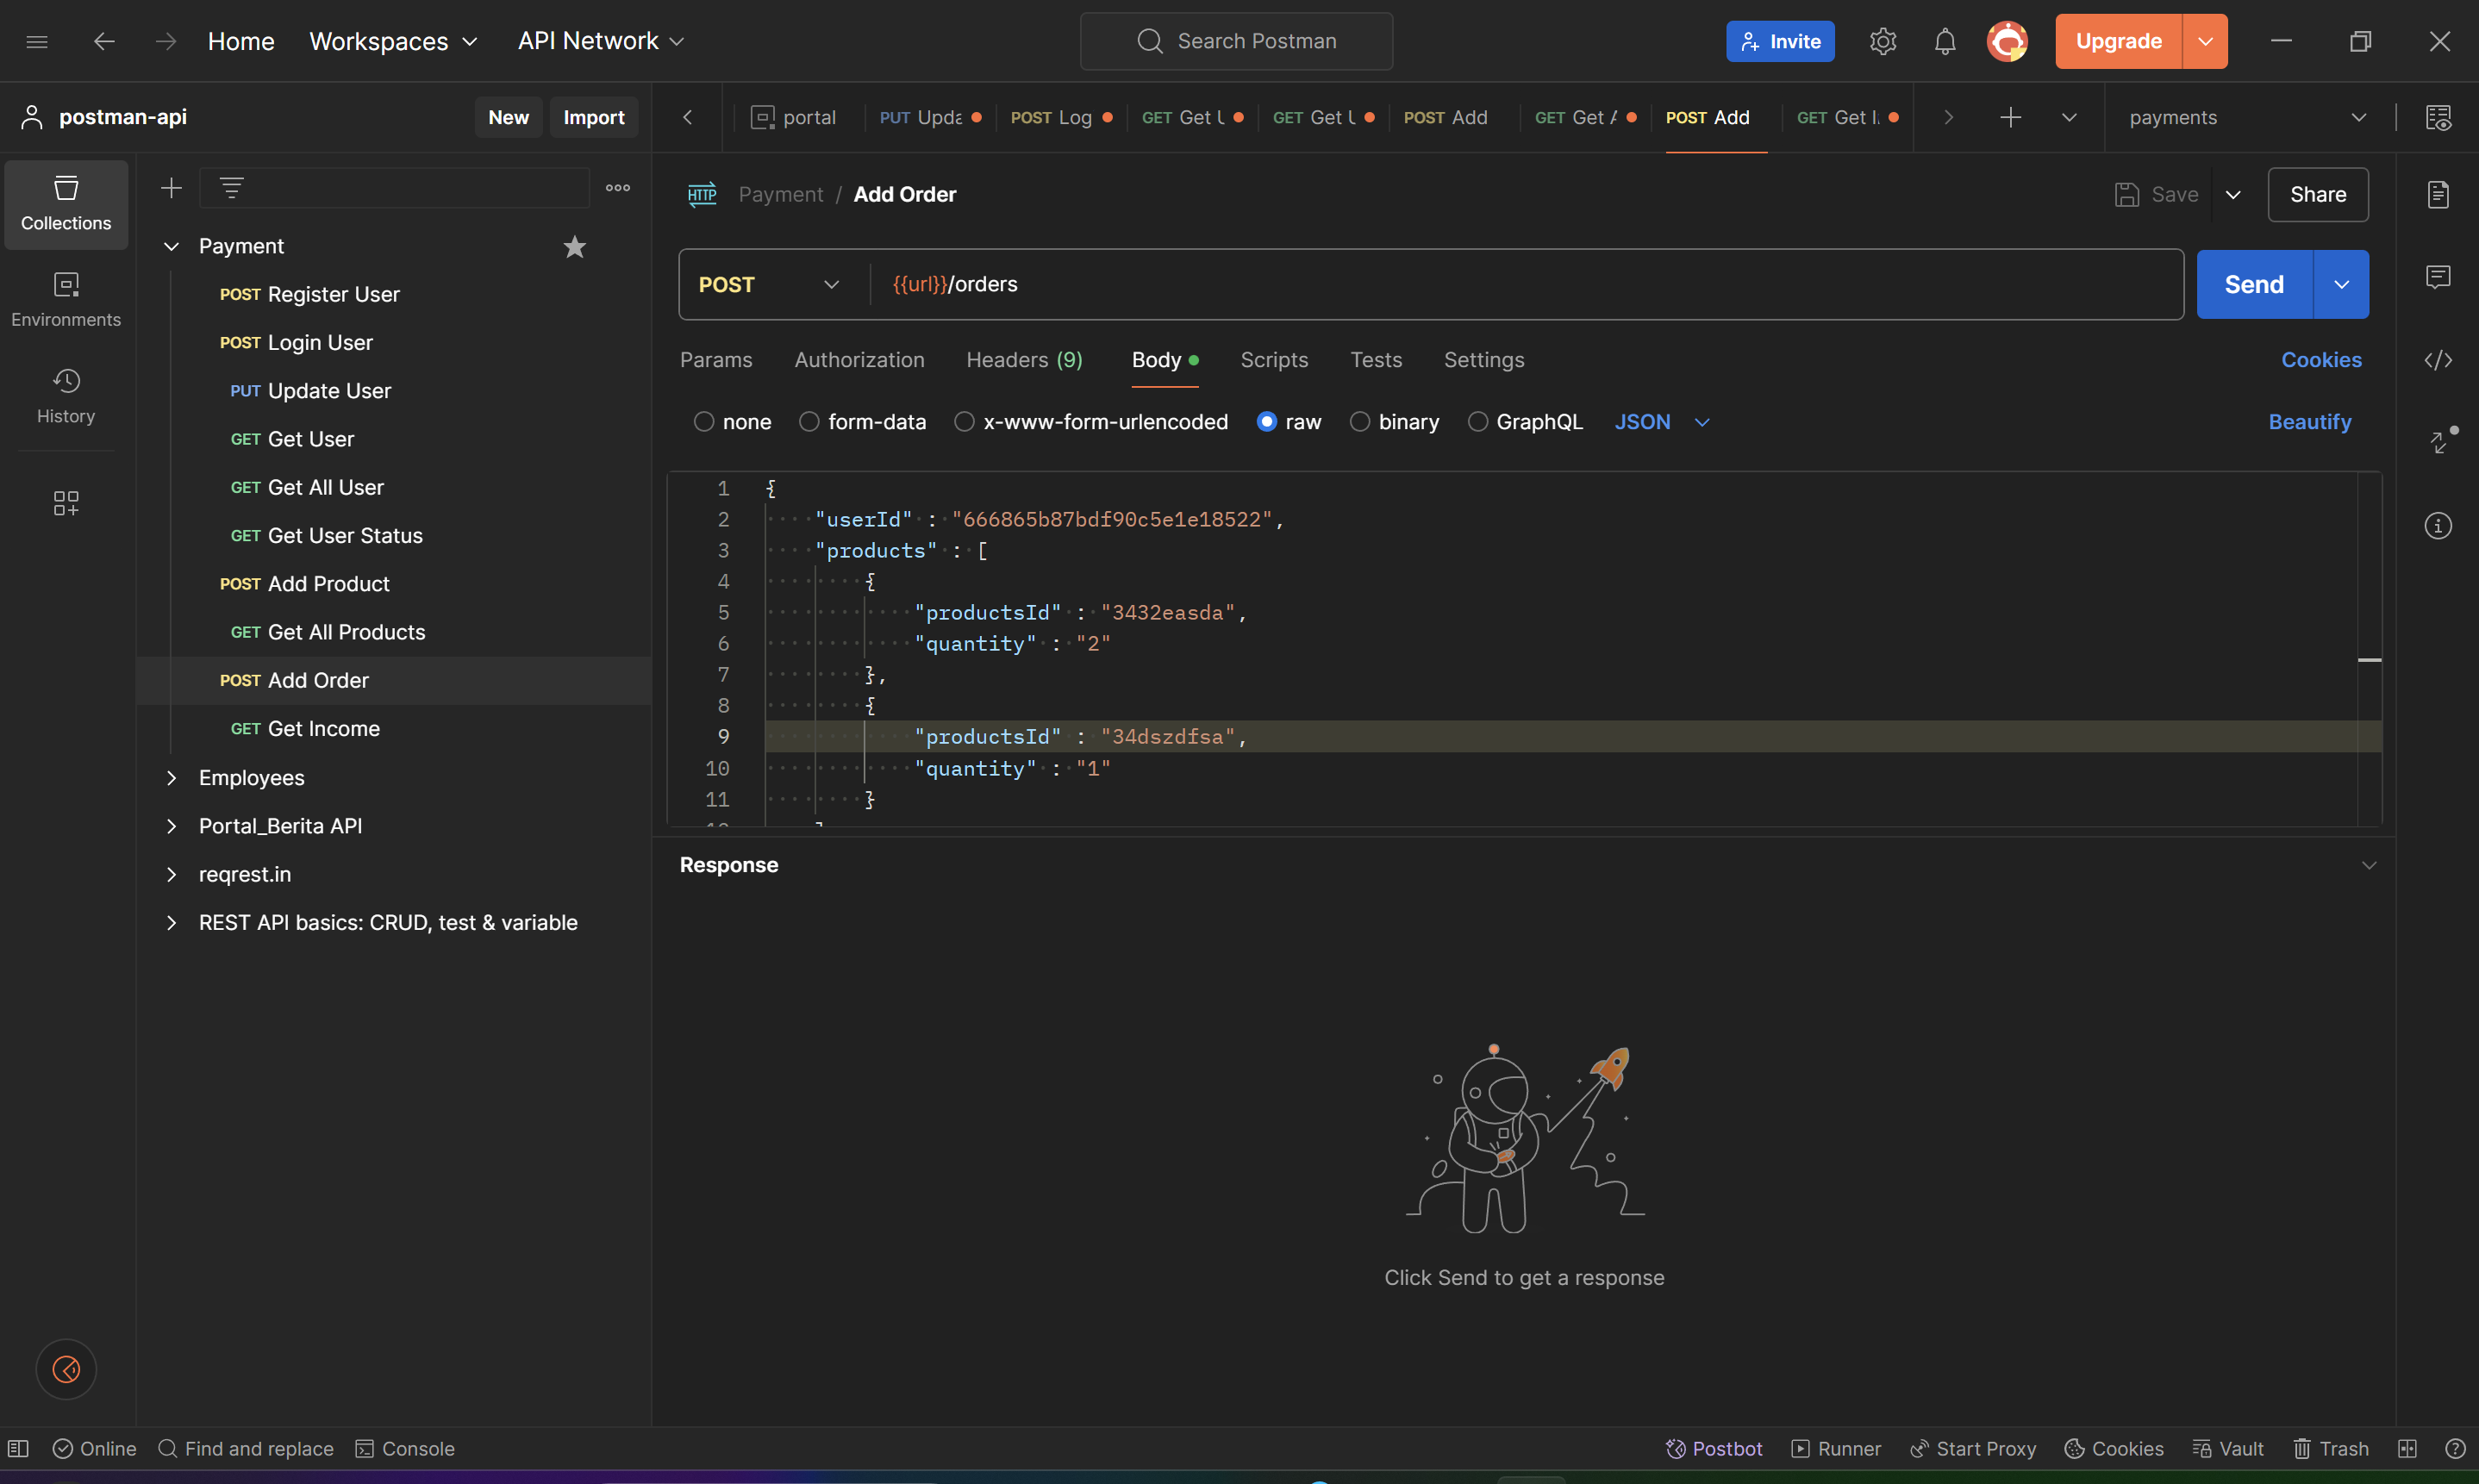 Home Workspaces API Network Search Postman Invite Upgrade
postman-api New Import portal PUT Upda POST Log GET Get U GET Get U POST Add GET Get A POST Add GET Get I payments
Collections
Environments
History
Payment
POST Register User
POST Login User
PUT Update User
GET Get User
GET Get All User
GET Get User Status
POST Add Product
GET Get All Products
POST Add Order
GET Get Income
Employees
Portal_Berita API
reqrest.in
REST API basics: CRUD, test & variable
HTTP Payment / Add Order Save Share
POST {{url}}/orders Send
Params Authorization Headers (9) Body Scripts Tests Settings Cookies
none form-data x-www-form-urlencoded raw binary GraphQL JSON Beautify
1 {
2 "userId" : "666865b87bdf90c5e1e18522",
3 "products" : [
4 {
5 "productsId" : "3432easda",
6 "quantity" : "2"
7 },
8 {
9 "productsId" : "34dszdfsa",
10 "quantity" : "1"
11 }
Response
Click Send to get a response
Online Find and replace Console Postbot Runner Start Proxy Cookies Vault Trash